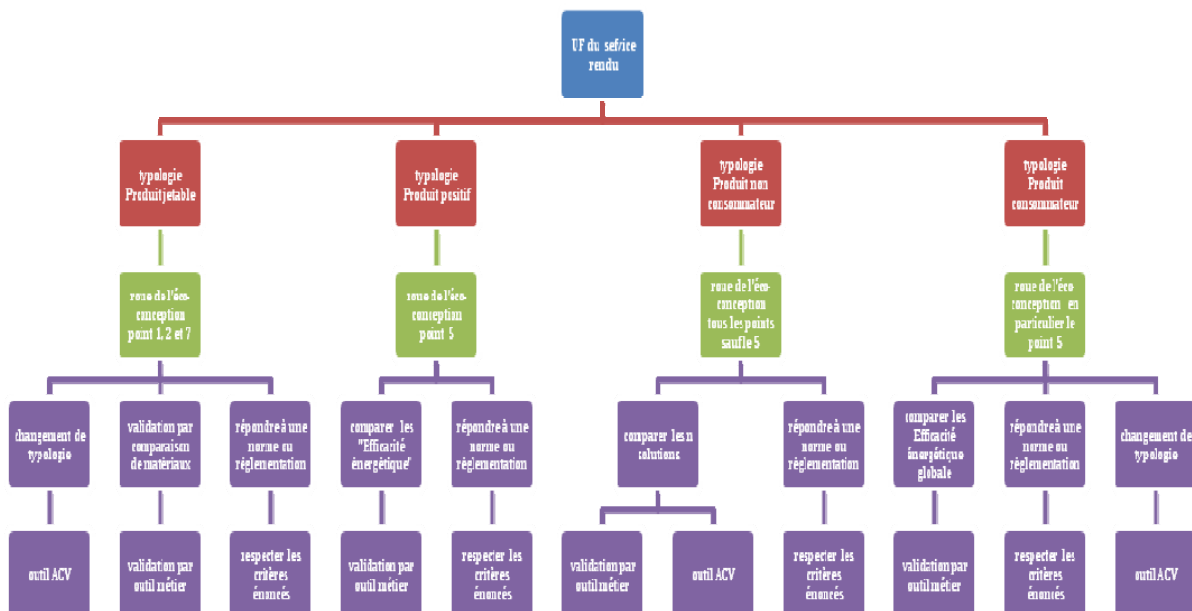 UF du service
rendu
typologie
Produit jetable
typologie
Produit positif
typologie
Produit non
consommateur
typologie
Produit
consommateur
roue de l'éco-
conception
point 1, 2 et 7
roue de l'éco-
conception
point 5
roue de l'éco-
conception
tous les points
sauf le 5
roue de l'éco-
conception en
particulier le
point 5
changement de
typologie
validation par
comparaison
de matériaux
répondre à une
norme ou
réglementation
comparer les
"Efficacité
énergétique"
répondre à une
norme ou
réglementation
comparer les n
solutions
répondre à une
norme ou
réglementation
comparer les
Efficacité
énergétique
globale
répondre à une
norme ou
réglementation
changement de
typologie
outil ACV
validation par
outil métier
respecter les
critères
énoncés
validation par
outil métier
respecter les
critères
énoncés
validation par
outil métier
outil ACV
respecter les
critères
énoncés
validation par
outil métier
respecter les
critères
énoncés
outil ACV